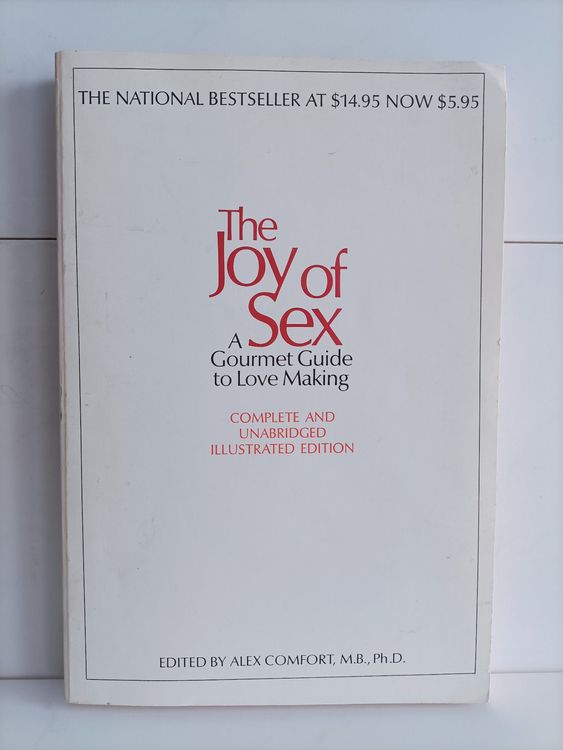 THE NATIONAL BESTSELLER AT $14.95 NOW $5.95
The
Joy of
A Sex
Gourmet Guide
to Love Making
COMPLETE AND
UNABRIDGED
ILLUSTRATED EDITION
EDITED BY ALEX COMFORT, M.B., Ph.D.